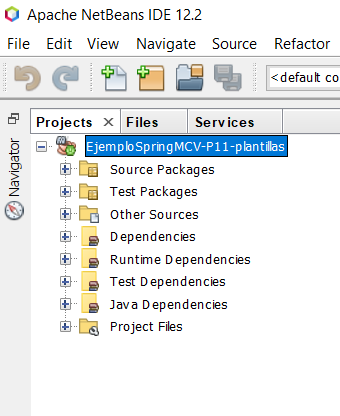 Apache NetBeans IDE 12.2
File Edit View Navigate Source Refactor
<default co
Projects Files Services
Navigator
EjemploSpringMCV-P11-plantillas
Source Packages
Test Packages
Other Sources
Dependencies
Runtime Dependencies
Test Dependencies
Java Dependencies
Project Files